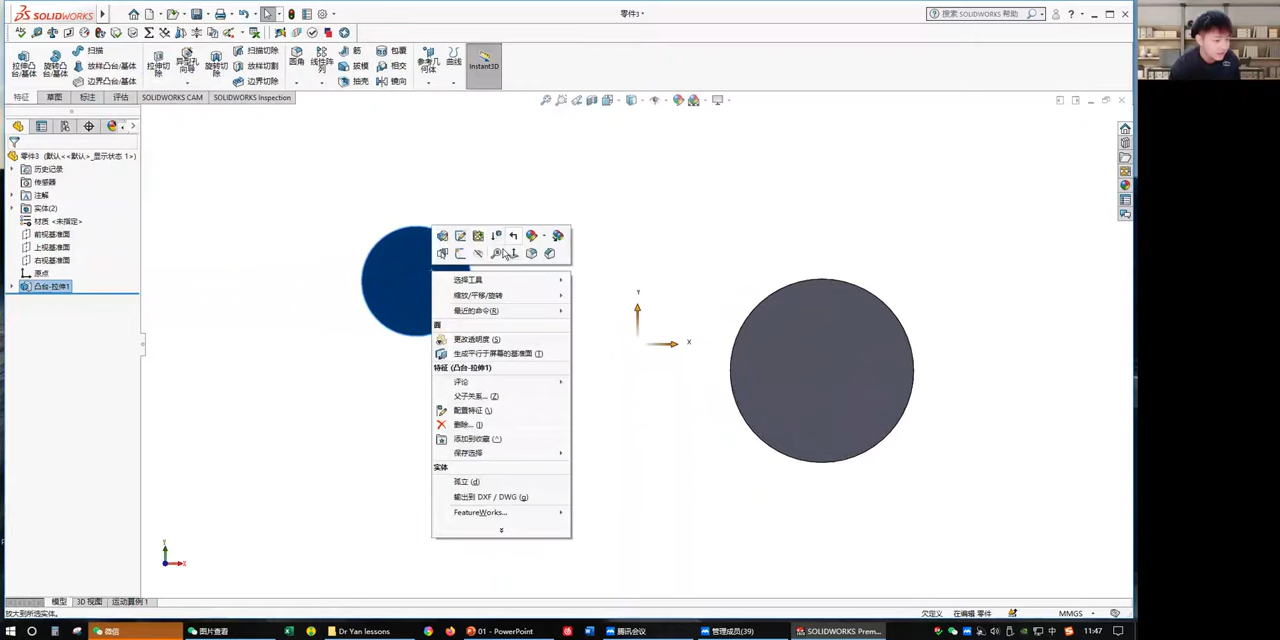 SOLIDWORKS
零件3 *
搜索 SOLIDWORKS 帮助
拉伸凸台/基体
旋转凸台/基体
扫描
放样凸台/基体
边界凸台/基体
拉伸切除
异型孔向导
旋转切除
扫描切除
放样切割
边界切除
圆角
线性阵列
筋
拔模
抽壳
包覆
相交
镜向
参考几何体
曲线
Instant3D
特征
草图
标注
评估
SOLIDWORKS CAM
SOLIDWORKS Inspection
零件3 (默认<<默认>_显示状态 1>)
历史记录
传感器
注解
实体(2)
材质 <未指定>
前视基准面
上视基准面
右视基准面
原点
凸台-拉伸1
选择工具
缩放/平移/旋转
最近的命令(R)
面
更改透明度 (S)
生成平行于屏幕的基准面 (T)
特征 (凸台-拉伸1)
评论
父子关系... (Z)
配置特征 (\)
删除... (I)
添加到收藏 (^)
保存选择
实体
孤立 (d)
输出到 DXF / DWG (g)
FeatureWorks...
Y
X
Y
X
模型
3D 视图
运动算例 1
放大到所选实体。
欠定义
在编辑 零件
MMGS
微信
图片查看
Dr Yan lessons
01 - PowerPoint
腾讯会议
管理成员(39)
SOLIDWORKS Prem...
中
11:47